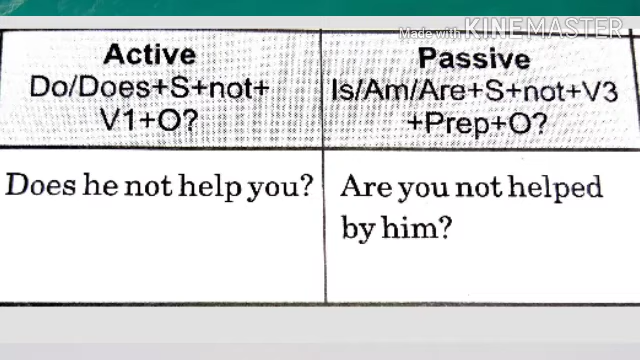 Made with KINEMASTER
Active
Do/Does+S+not+
V1+O?
Passive
Is/Am/Are+S+not+V3
+Prep+O?
Does he not help you?
Are you not helped
by him?